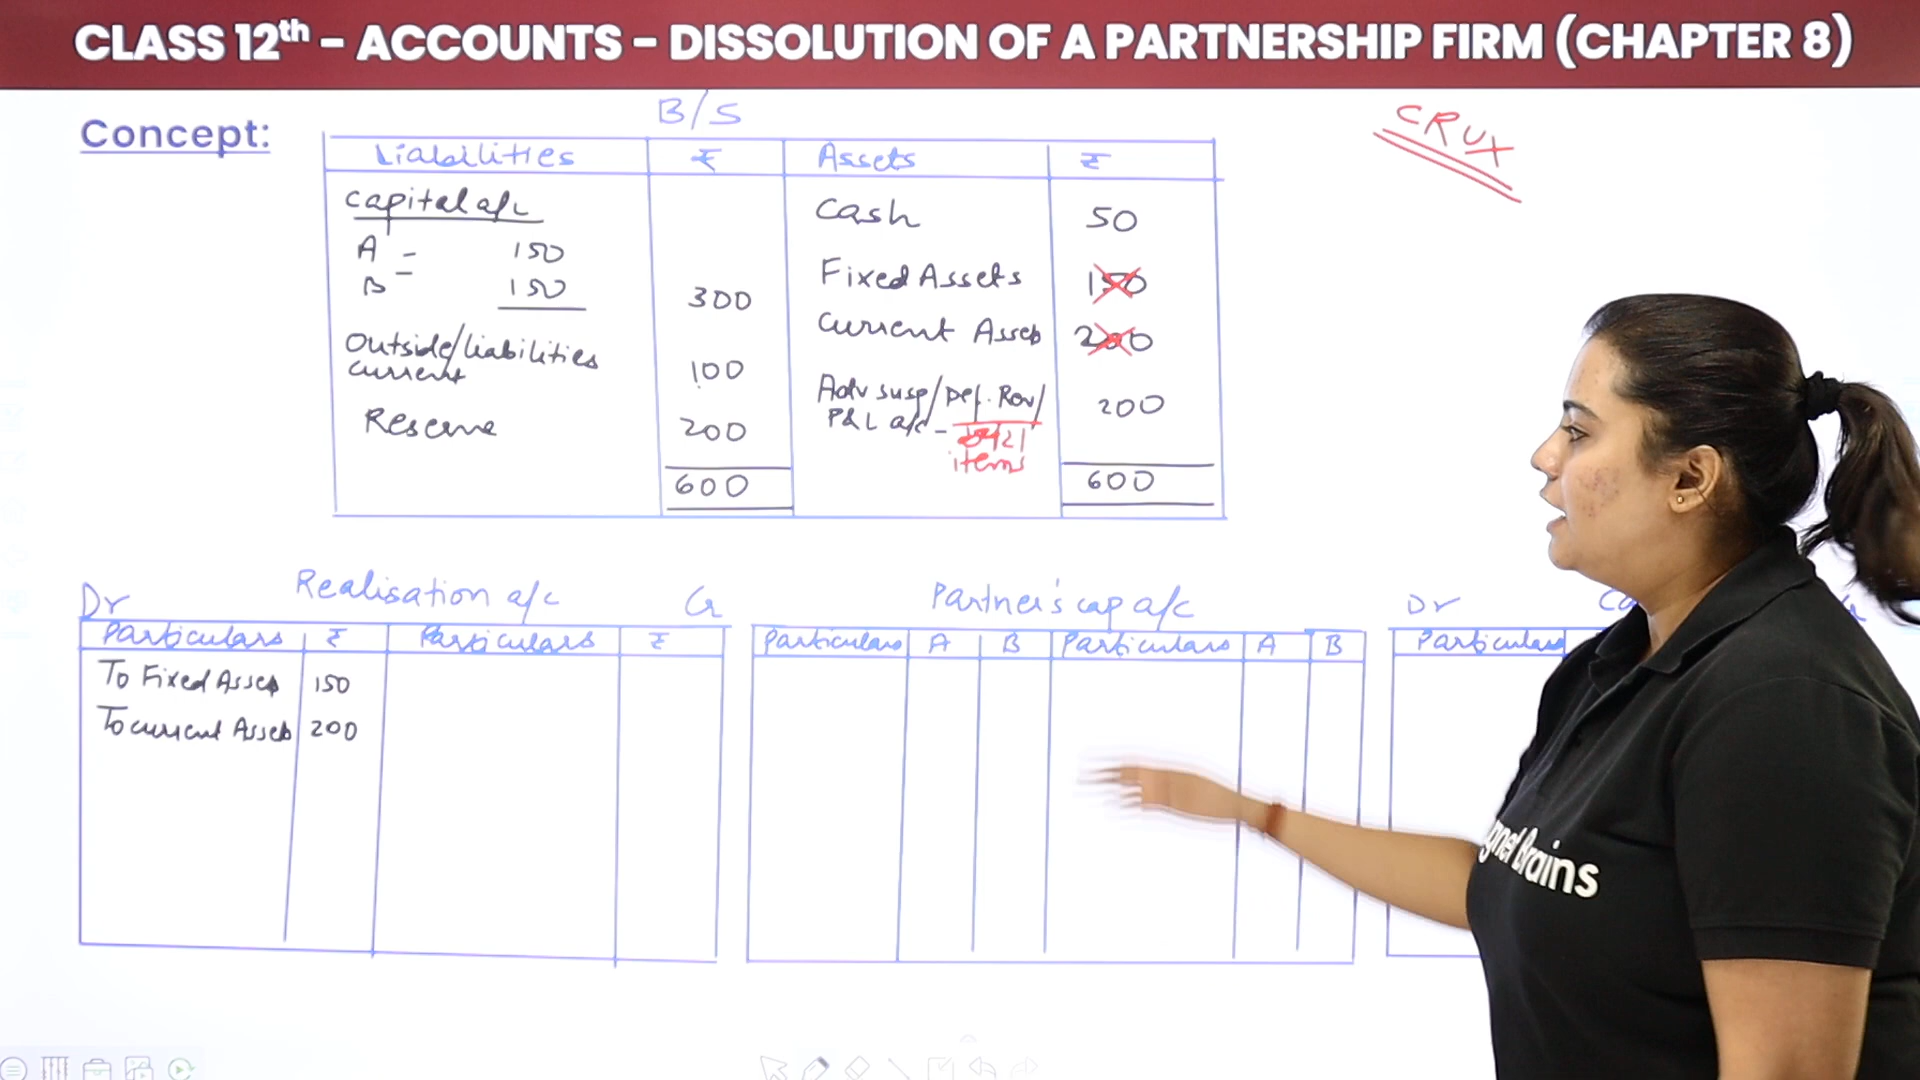 CLASS 12th - ACCOUNTS - DISSOLUTION OF A PARTNERSHIP FIRM (CHAPTER 8)
Concept:
B/S
CRUX
Liabilities ₹ Assets ₹
Capital a/c Cash 50
A = 150
B 150 300
Fixed Assets 150
Outside/liabilities Current Assets 200
current 100
Adv susp/Def. Rev/ 200
P&L a/c -
items
Reserve 200
600 600
Dr Realisation a/c Cr
Particulars ₹ Particulars ₹
To Fixed Assets 150
To current Assets 200
Partner's cap a/c
Particulars A B Particulars A B
Dr Ca
Particulars
gnet Brains